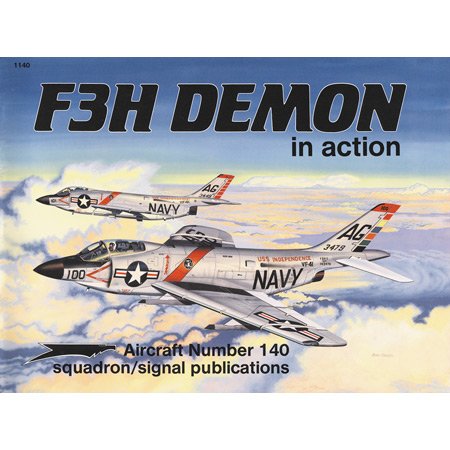 1140
F3H DEMON
in action
AG
3479
NAVY
AG
3479
100
USS INDEPENDENCE
VF-41
NAVY
Aircraft Number 140
squadron/signal publications